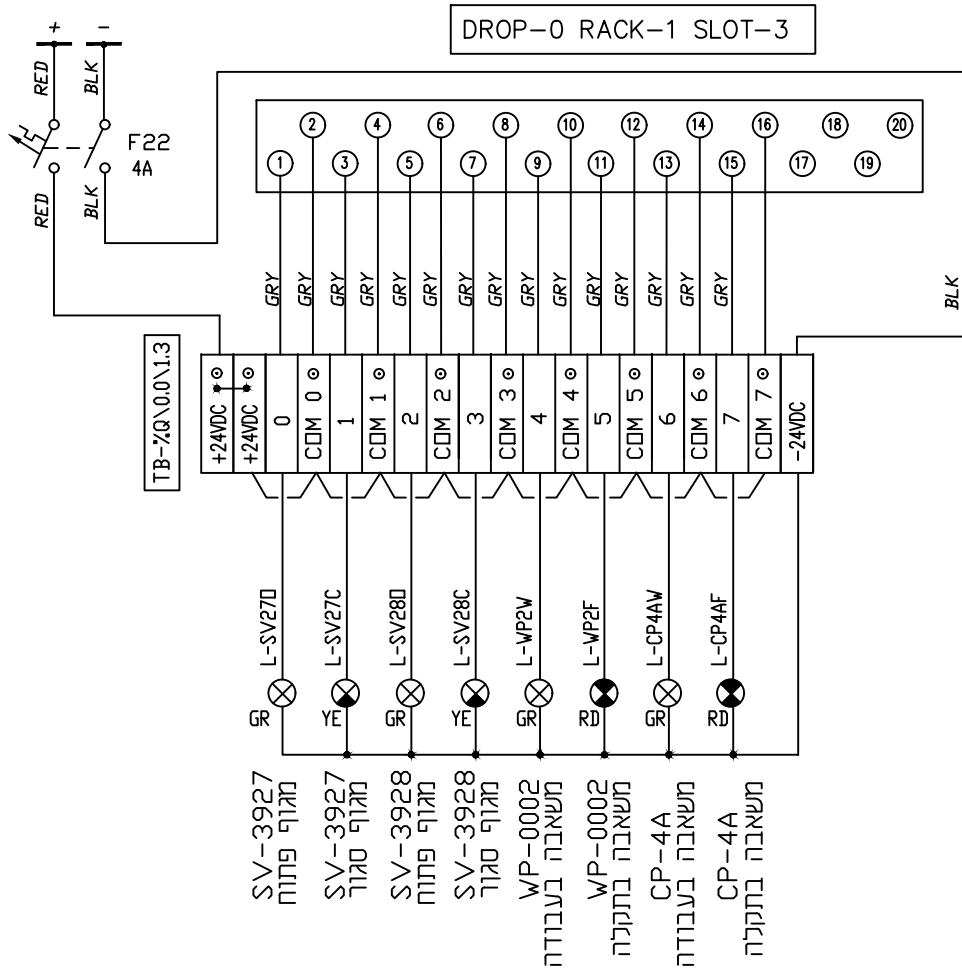 DROP-0 RACK-1 SLOT-3
+ -
RED BLK
F22
4A
RED BLK
2 4 6 8 10 12 14 16 18 20
1 3 5 7 9 11 13 15 17 19
GRY GRY GRY GRY GRY GRY GRY GRY GRY GRY GRY GRY GRY GRY GRY
BLK
TB-%Q\0.0\1.3
+24VDC
+24VDC
0
COM 0
1
COM 1
2
COM 2
3
COM 3
4
COM 4
5
COM 5
6
COM 6
7
COM 7
-24VDC
L-SV27O
L-SV27C
L-SV28O
L-SV28C
L-WP2W
L-WP2F
L-CP4AW
L-CP4AF
GR YE GR YE GR RD GR RD
SV-3927
מגוף פתוח
SV-3927
מגוף סגור
SV-3928
מגוף פתוח
SV-3928
מגוף סגור
WP-0002
משאבה בעבודה
WP-0002
משאבה בתקלה
CP-4A
משאבה בעבודה
CP-4A
משאבה בתקלה